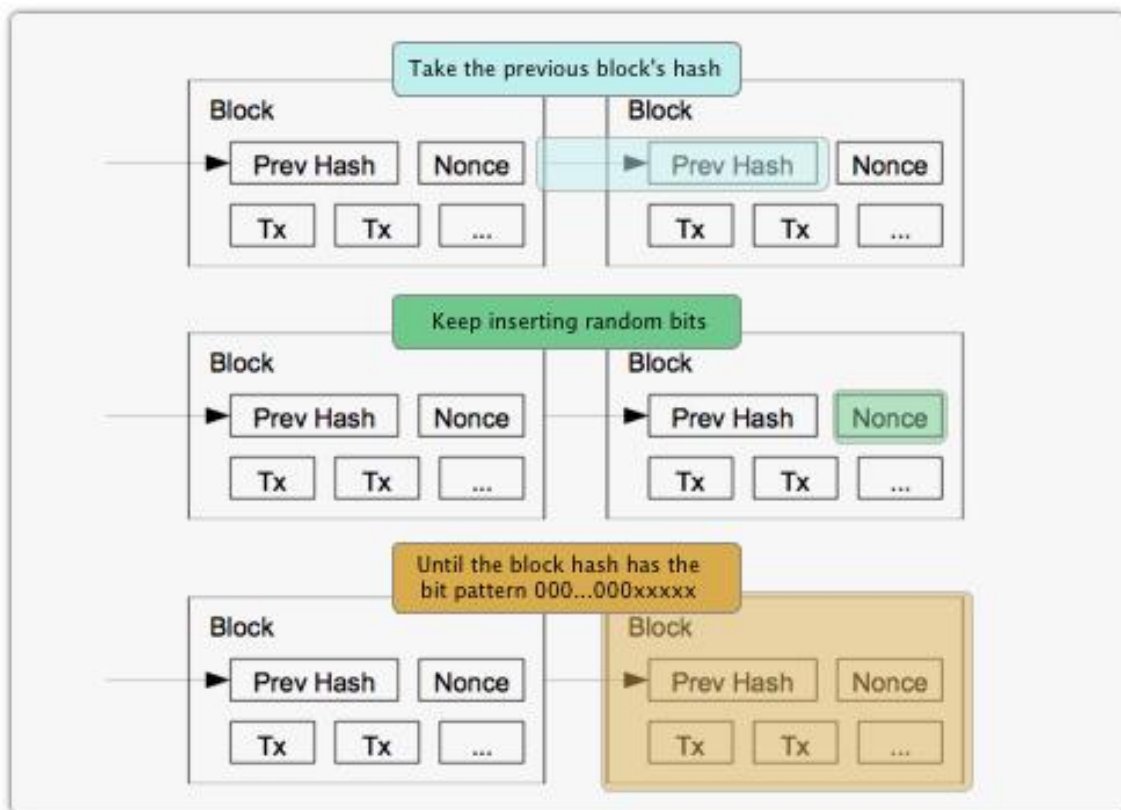 Take the previous block's hash
Block
Block
Prev Hash
Nonce
Prev Hash
Nonce
Tx
Tx
...
Tx
Tx
...
Keep inserting random bits
Block
Block
Prev Hash
Nonce
Prev Hash
Nonce
Tx
Tx
...
Tx
Tx
...
Until the block hash has the
bit pattern 000...000xxxxx
Block
Block
Prev Hash
Nonce
Prev Hash
Nonce
Tx
Tx
...
Tx
Tx
...